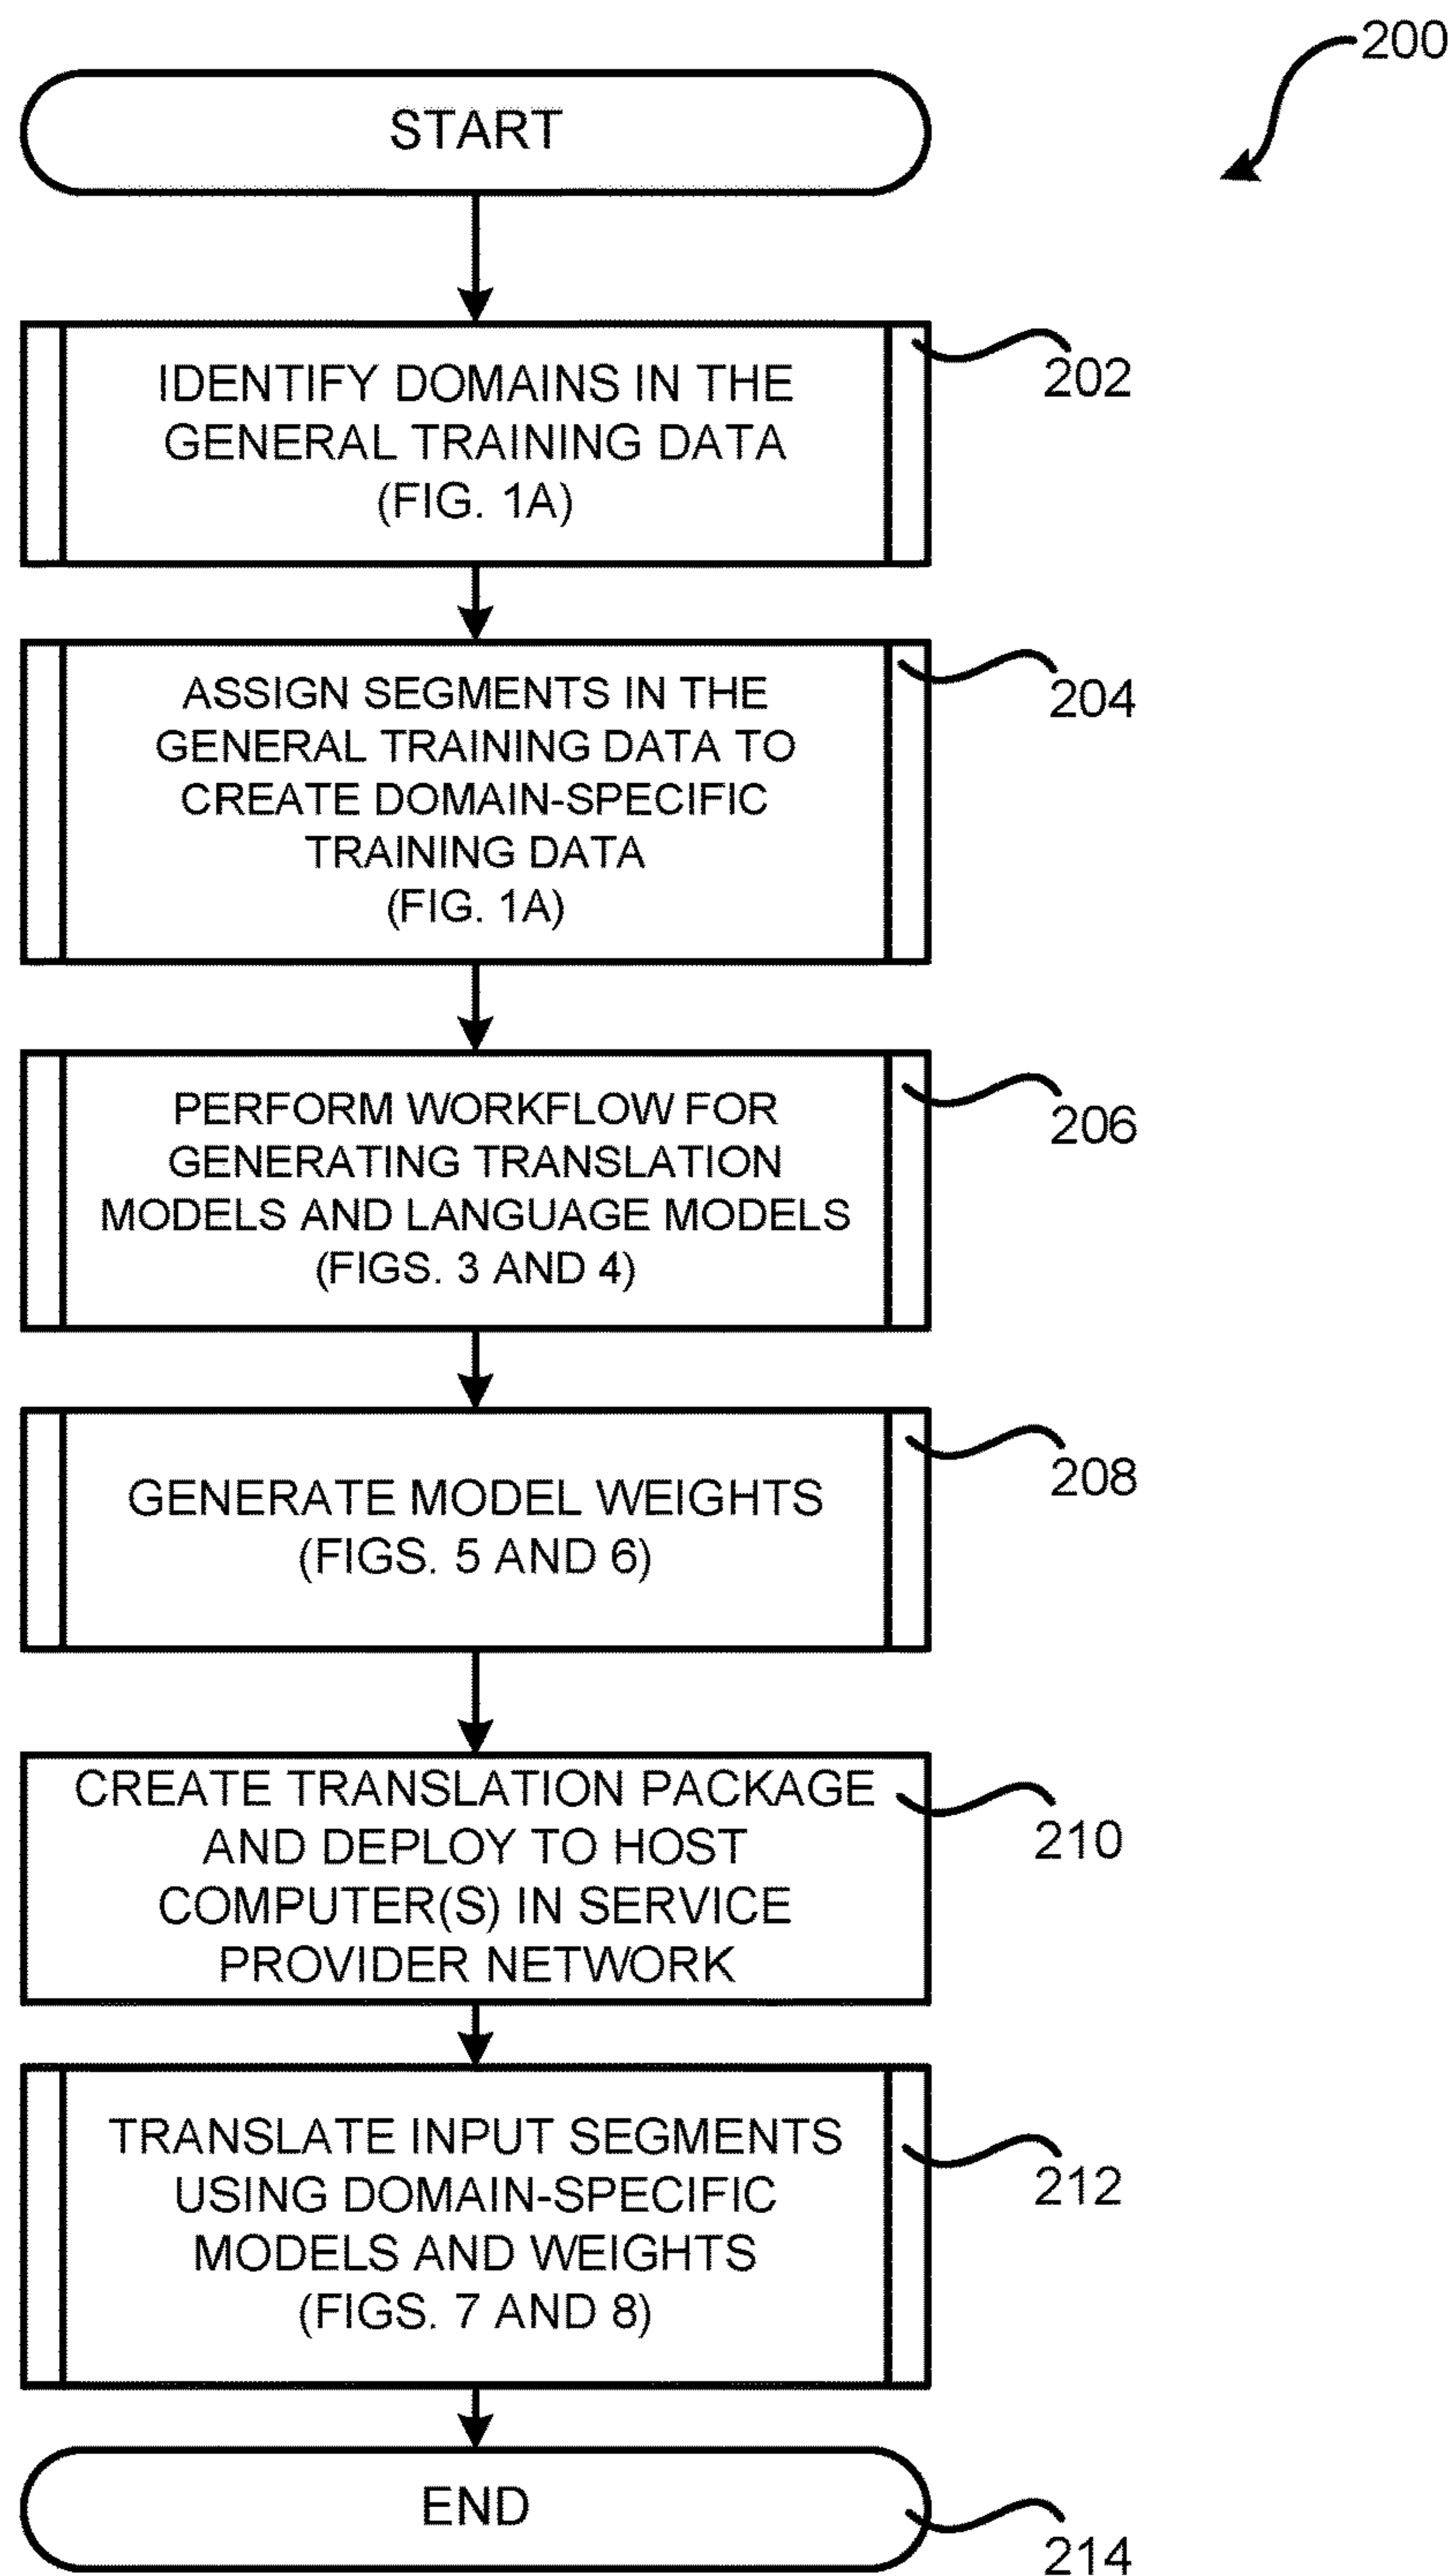 200
START
IDENTIFY DOMAINS IN THE
GENERAL TRAINING DATA
(FIG. 1A)
202
ASSIGN SEGMENTS IN THE
GENERAL TRAINING DATA TO
CREATE DOMAIN-SPECIFIC
TRAINING DATA
(FIG. 1A)
204
PERFORM WORKFLOW FOR
GENERATING TRANSLATION
MODELS AND LANGUAGE MODELS
(FIGS. 3 AND 4)
206
GENERATE MODEL WEIGHTS
(FIGS. 5 AND 6)
208
CREATE TRANSLATION PACKAGE
AND DEPLOY TO HOST
COMPUTER(S) IN SERVICE
PROVIDER NETWORK
210
TRANSLATE INPUT SEGMENTS
USING DOMAIN-SPECIFIC
MODELS AND WEIGHTS
(FIGS. 7 AND 8)
212
END
214